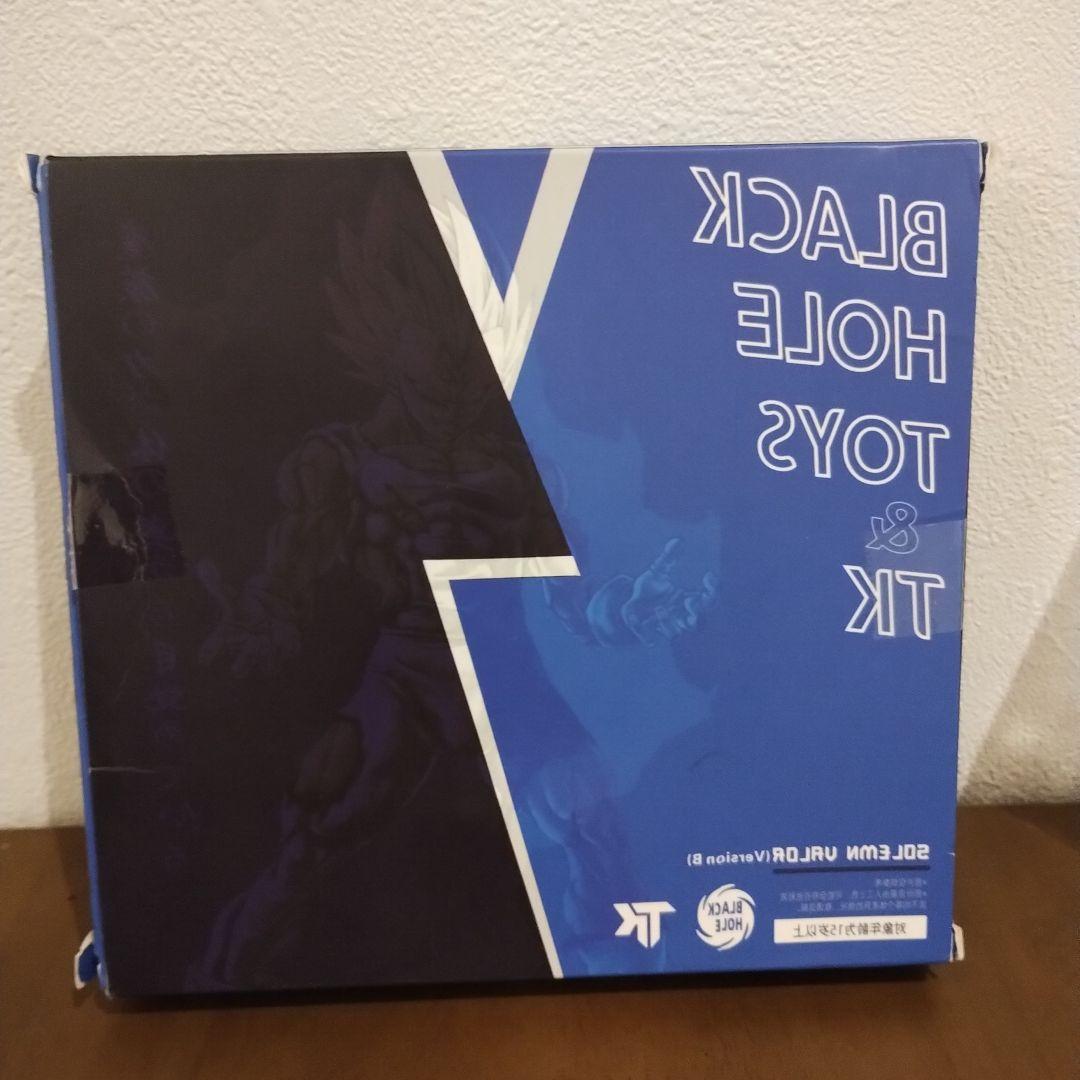 BLACK
HOLE
TOYS
&
TK
SOLEMN VALOR(Version B)
TK
BLACK
HOLE
对象年龄为15岁以上